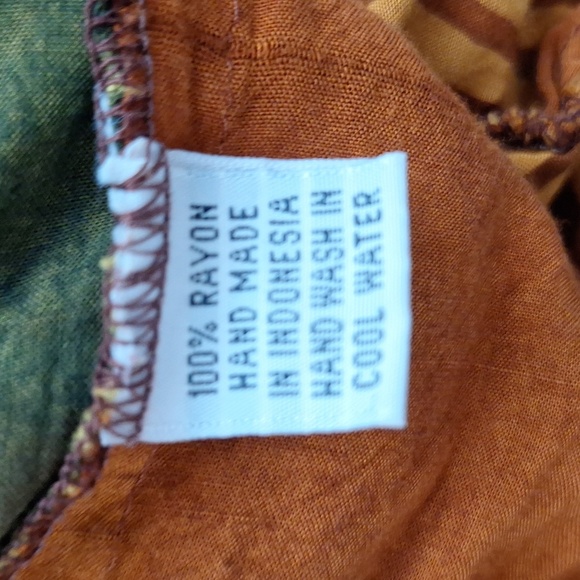 100% RAYON
HAND MADE
IN INDONESIA
HAND WASH IN
COOL WATER